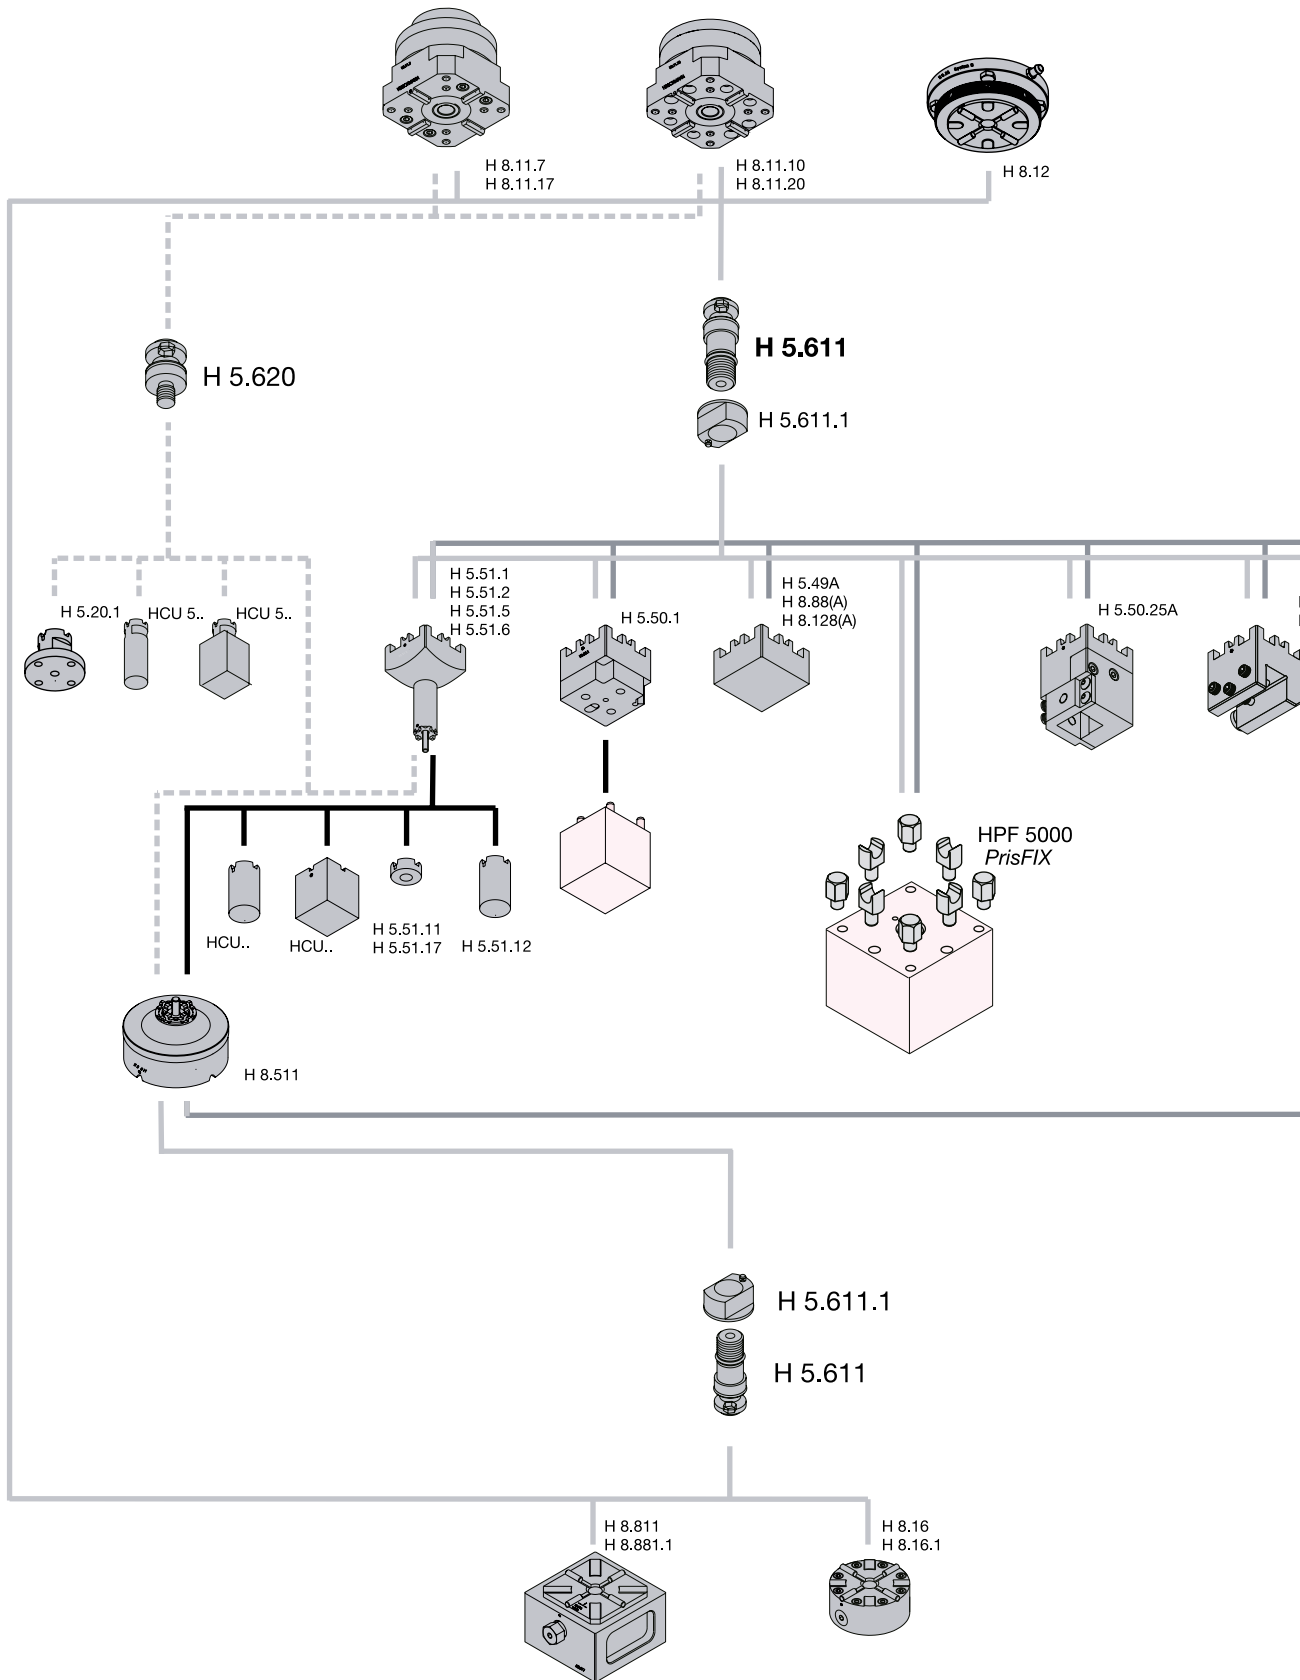 H 8.11.7
H 8.11.17
H 8.11.10
H 8.11.20
H 8.12
H 5.620
H 5.611
H 5.611.1
H 5.20.1
HCU 5..
HCU 5..
H 5.51.1
H 5.51.2
H 5.51.5
H 5.51.6
H 5.50.1
H 5.49A
H 8.88(A)
H 8.128(A)
H 5.50.25A
HPF 5000
PrisFIX
HCU..
HCU..
H 5.51.11
H 5.51.17
H 5.51.12
H 8.511
H 5.611.1
H 5.611
H 8.811
H 8.881.1
H 8.16
H 8.16.1